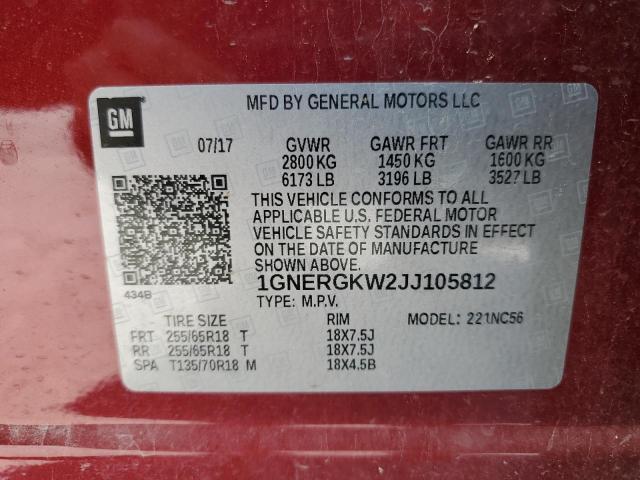 GM
MFD BY GENERAL MOTORS LLC
07/17 GVWR GAWR FRT GAWR RR
2800 KG 1450 KG 1600 KG
6173 LB 3196 LB 3527 LB
THIS VEHICLE CONFORMS TO ALL
APPLICABLE U.S. FEDERAL MOTOR
VEHICLE SAFETY STANDARDS IN EFFECT
ON THE DATE OF MANUFACTURE
SHOWN ABOVE.
434B 1GNERGKW2JJ105812
TYPE: M.P.V.
TIRE SIZE RIM MODEL: 221NC56
FRT 255/65R18 T 18X7.5J
RR 255/65R18 T 18X7.5J
SPA T135/70R18 M 18X4.5B